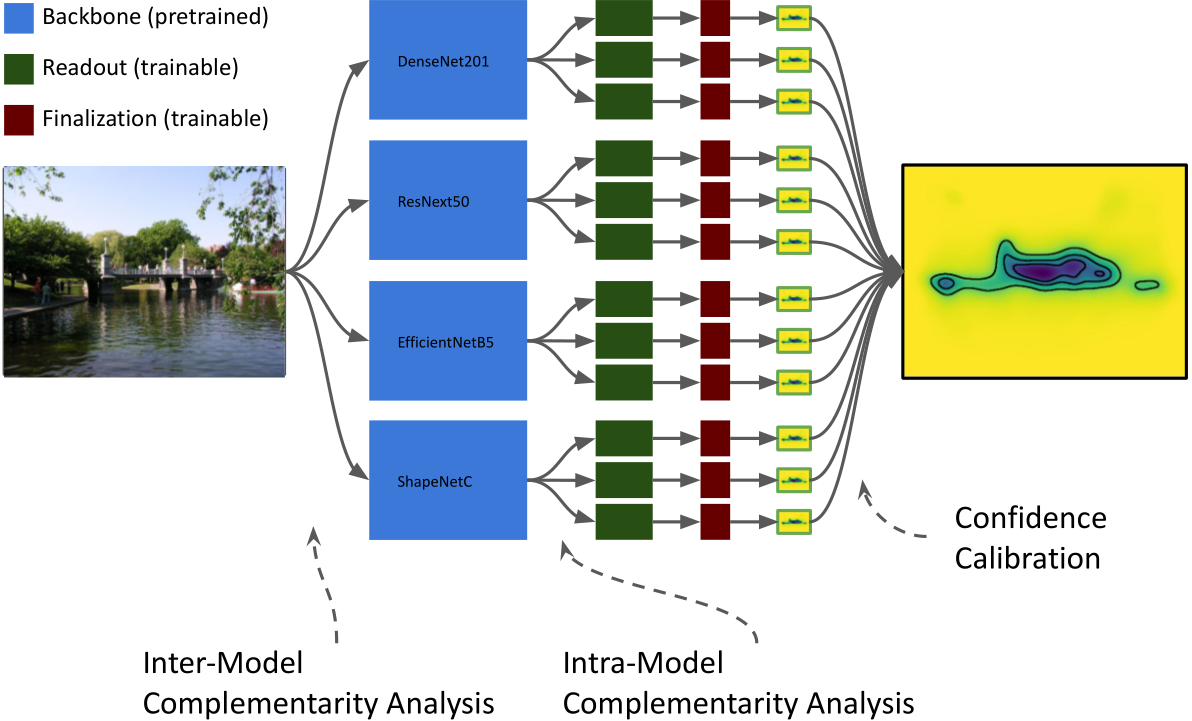 Backbone (pretrained)
Readout (trainable)
Finalization (trainable)
DenseNet201
ResNext50
EfficientNetB5
ShapeNetC
Confidence
Calibration
Inter-Model
Complementarity Analysis
Intra-Model
Complementarity Analysis